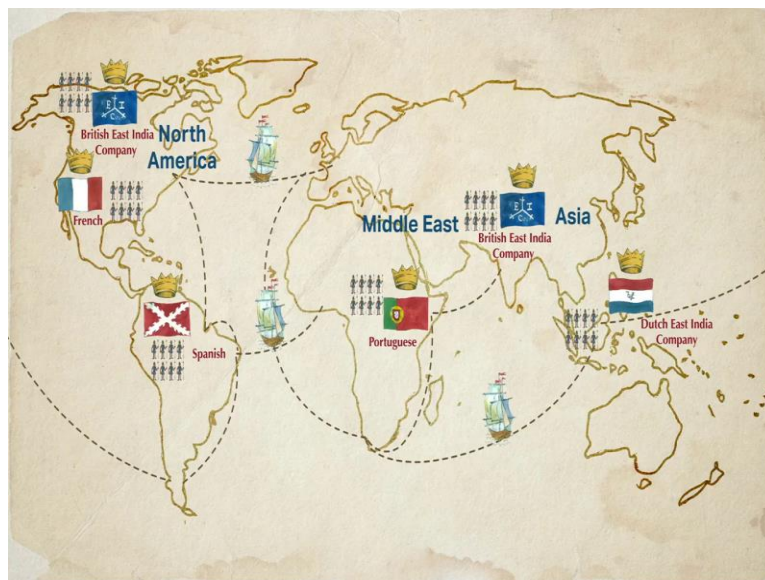 British East India
Company
North
America
French
Spanish
Middle East
Portuguese
E I
C
British East India
Company
Asia
Dutch East India
Company